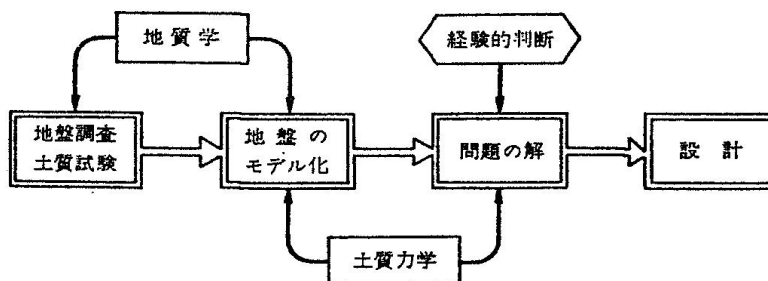 地質学
経験的判断
地盤調査
土質試験
地盤の
モデル化
問題の解
設計
土質力学